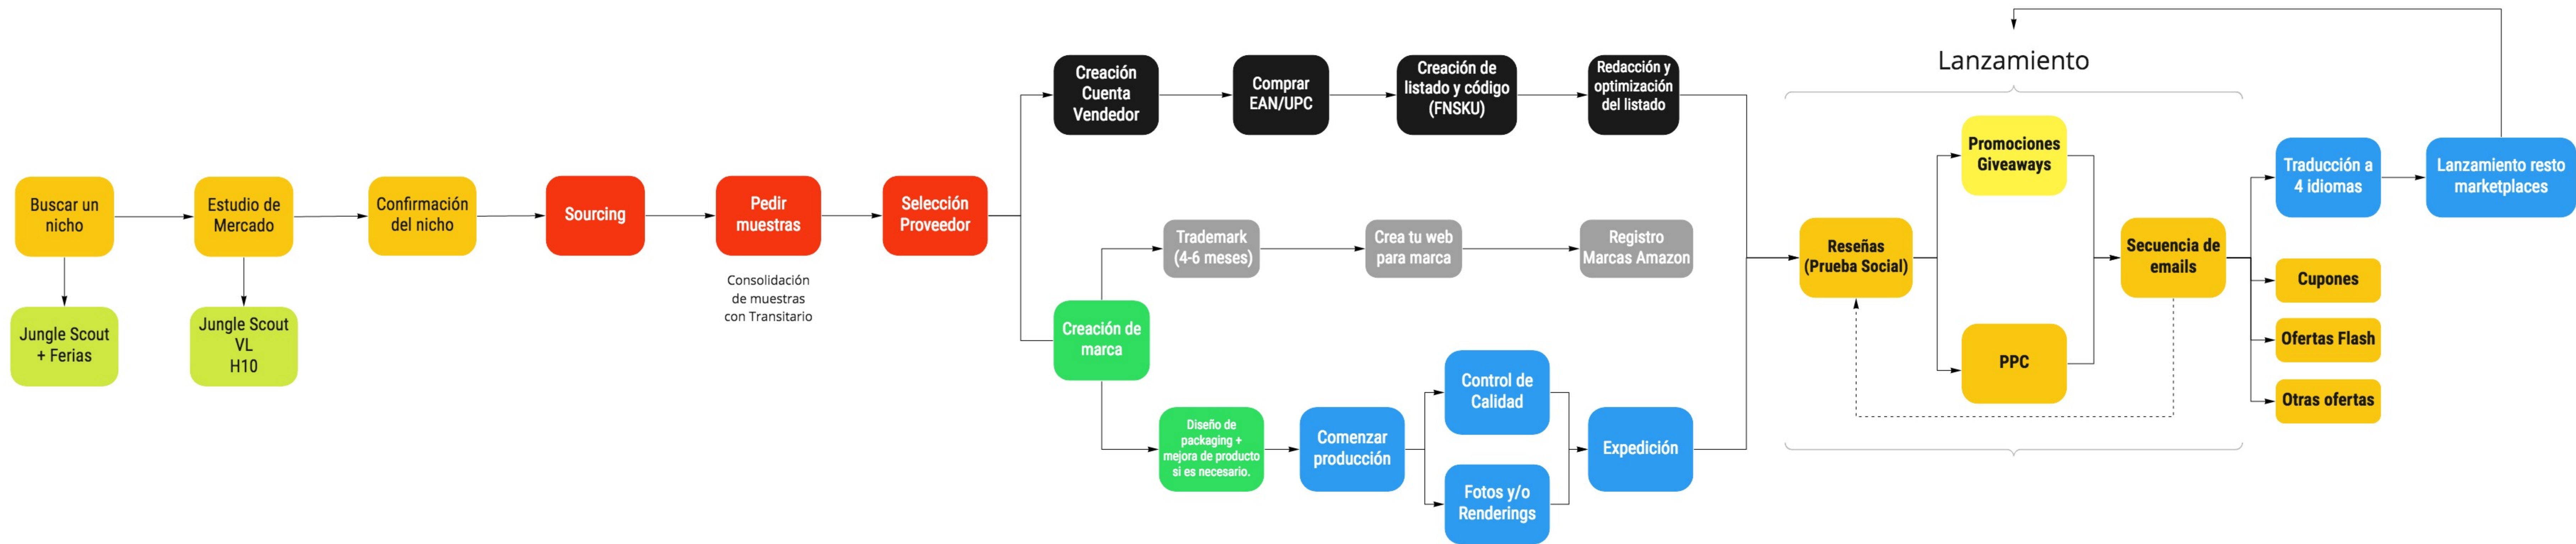 Buscar un
nicho
Jungle Scout
+ Ferias
Estudio de
Mercado
Jungle Scout
VL
H10
Confirmación
del nicho
Sourcing
Pedir
muestras
Consolidación
de muestras
con Transitario
Selección
Proveedor
Creación
Cuenta
Vendedor
Comprar
EAN/UPC
Creación de
listado y código
(FNSKU)
Redacción y
optimización
del listado
Creación de
marca
Trademark
(4-6 meses)
Crea tu web
para marca
Registro
Marcas Amazon
Diseño de
packaging +
mejora de producto
si es necesario.
Comenzar
producción
Control de
Calidad
Fotos y/o
Renderings
Expedición
Lanzamiento
Reseñas
(Prueba Social)
Promociones
Giveaways
PPC
Secuencia de
emails
Traducción a
4 idiomas
Lanzamiento resto
marketplaces
Cupones
Ofertas Flash
Otras ofertas